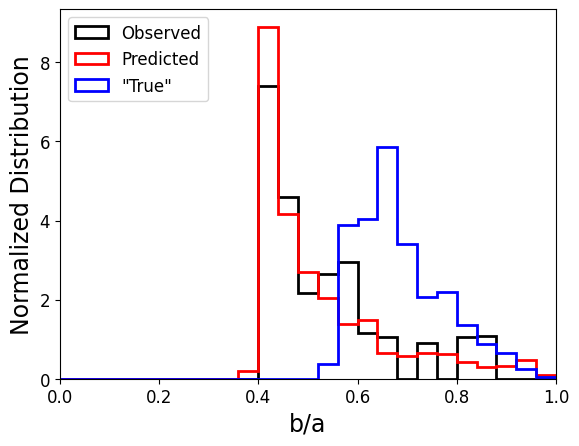 Observed
Predicted
"True"
Normalized Distribution
8
6
4
2
0
0.0 0.2 0.4 0.6 0.8 1.0
b/a